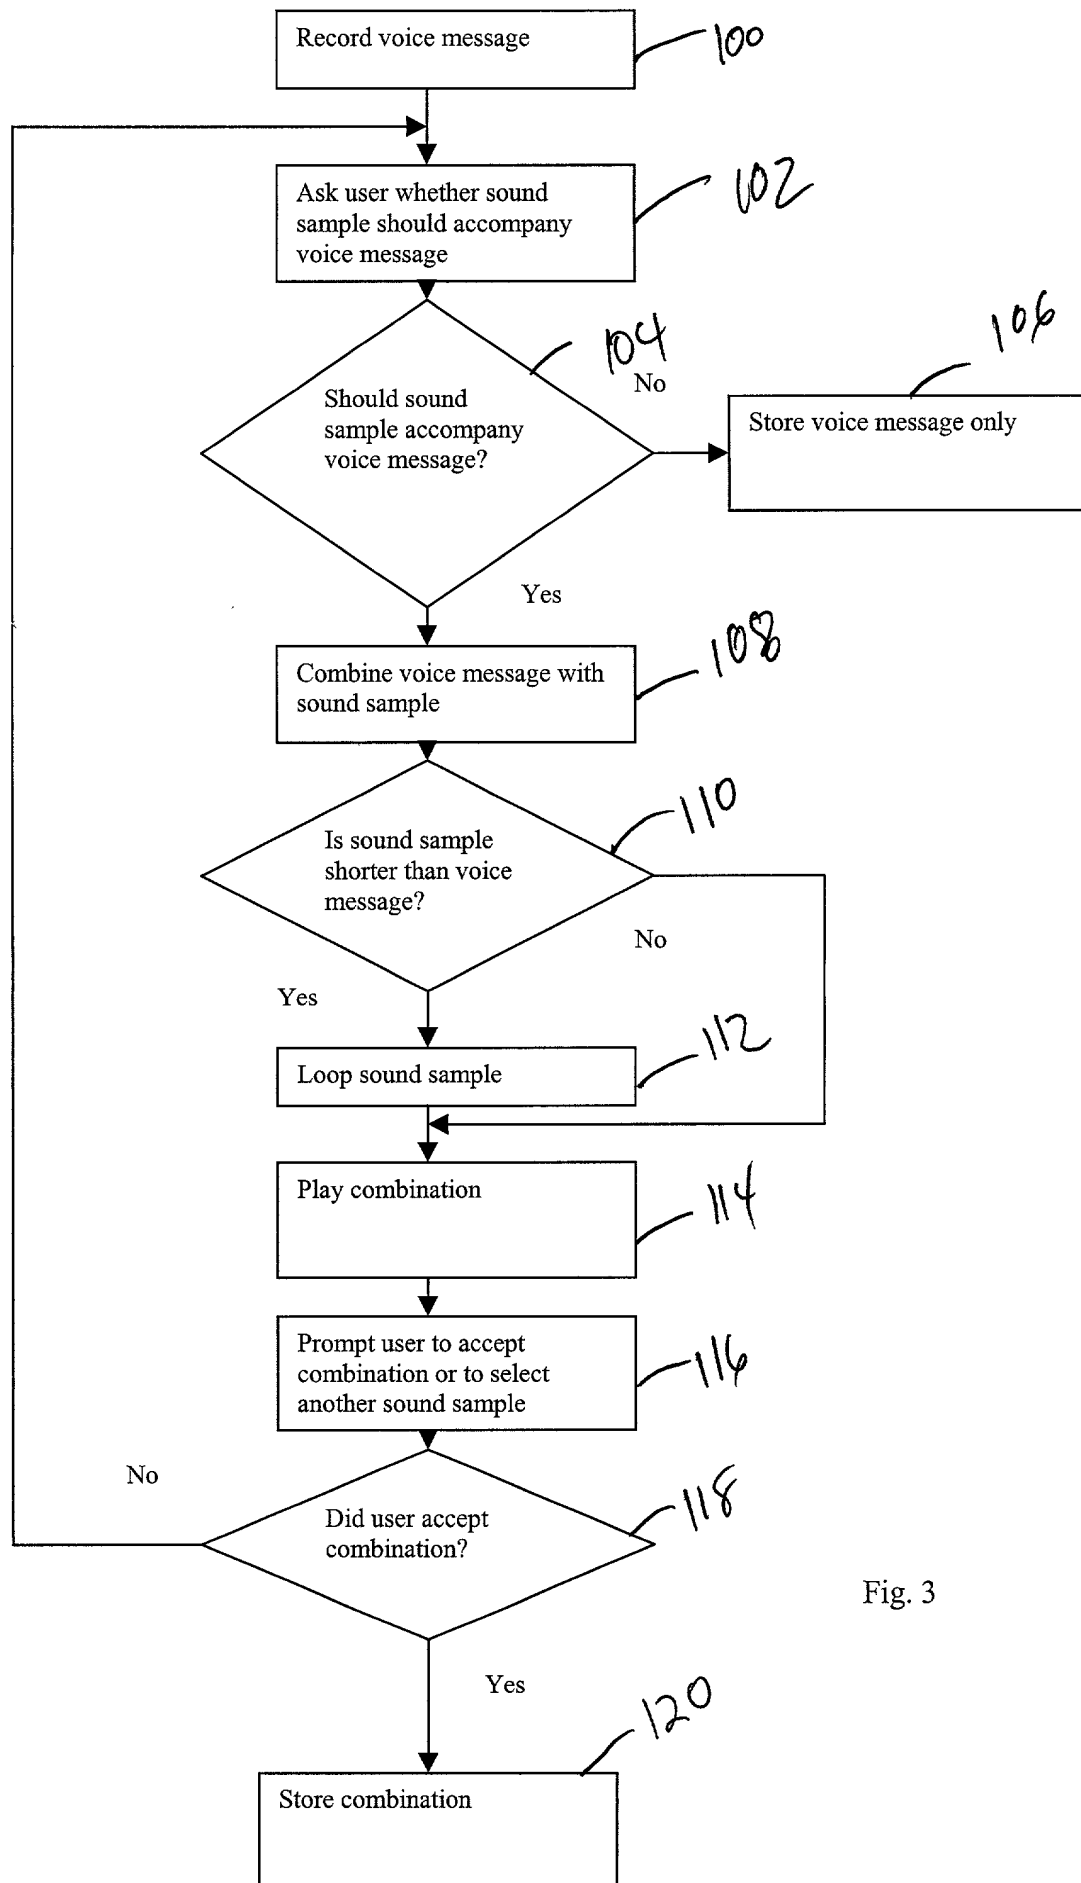 Record voice message
100
Ask user whether sound
sample should accompany
voice message
102
104
No
106
Should sound
sample accompany
voice message?
Store voice message only
Yes
108
Combine voice message with
sound sample
110
Is sound sample
shorter than voice
message?
No
Yes
112
Loop sound sample
Play combination
114
Prompt user to accept
combination or to select
another sound sample
116
No
118
Did user accept
combination?
Fig. 3
Yes
120
Store combination